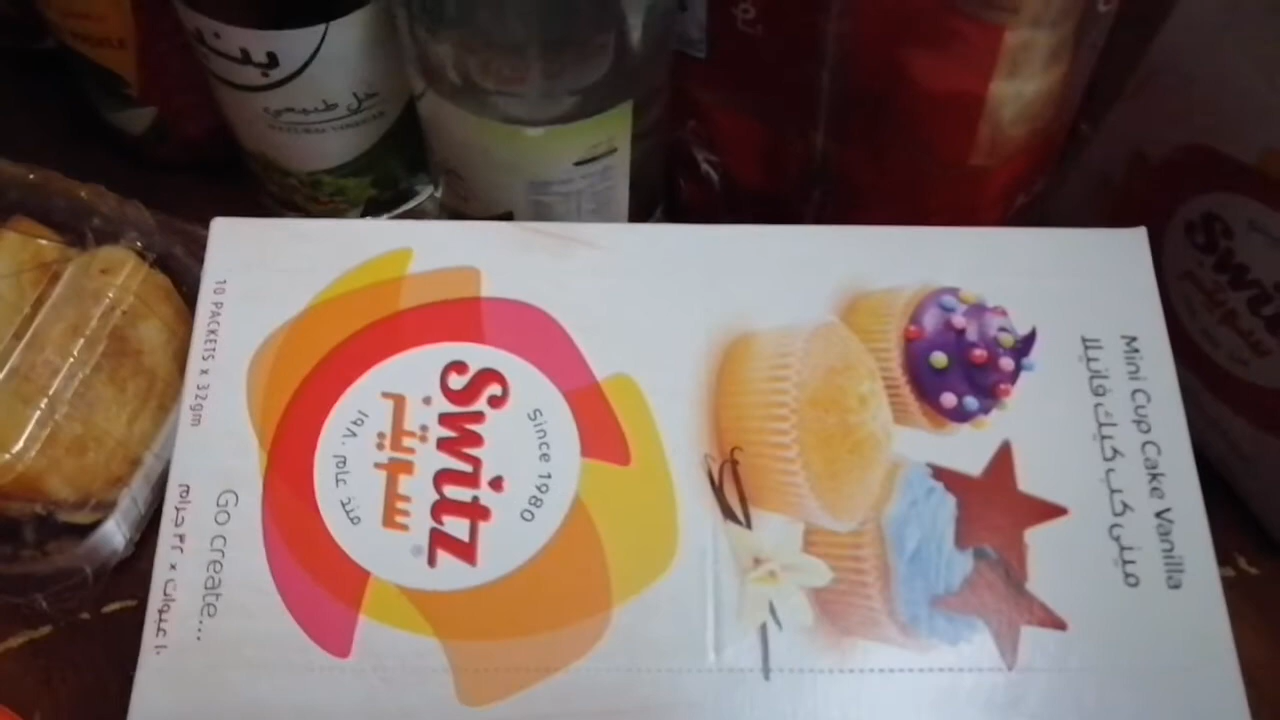 Mini Cup Cake Vanilla
ميني كب كيك فانيلا
Since 1980
Switz
سويتز
منذ عام ١٩٨٠
Go create...
10 PACKETS x 32gm
١٠ عبوات × ٣٢ جرام
خل طبيعي
NATURAL VINEGAR